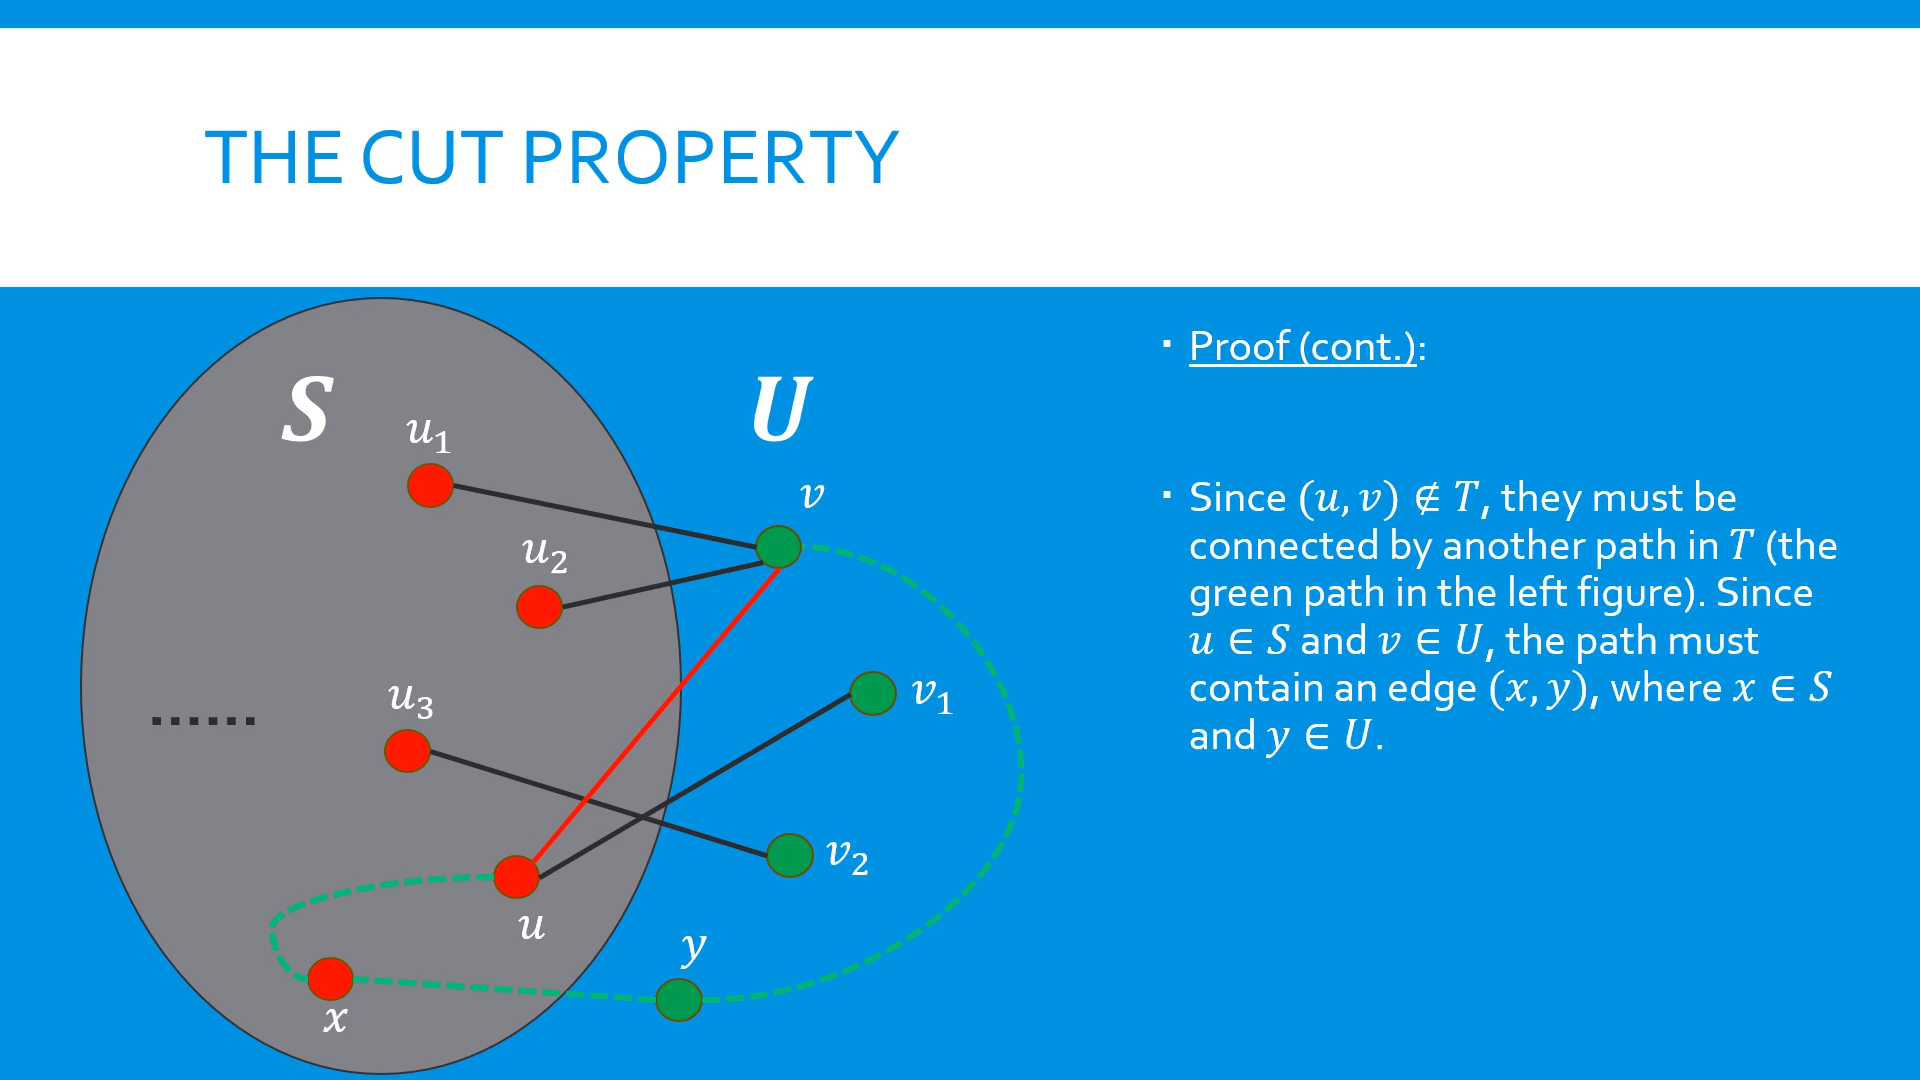 THE CUT PROPERTY
S
U
u₁
v
u₂
u₃
v₁
v₂
u
y
x
▪ Proof (cont.):
▪ Since (u, v) ∉ T, they must be
connected by another path in T (the
green path in the left figure). Since
u ∈ S and v ∈ U, the path must
contain an edge (x, y), where x ∈ S
and y ∈ U.